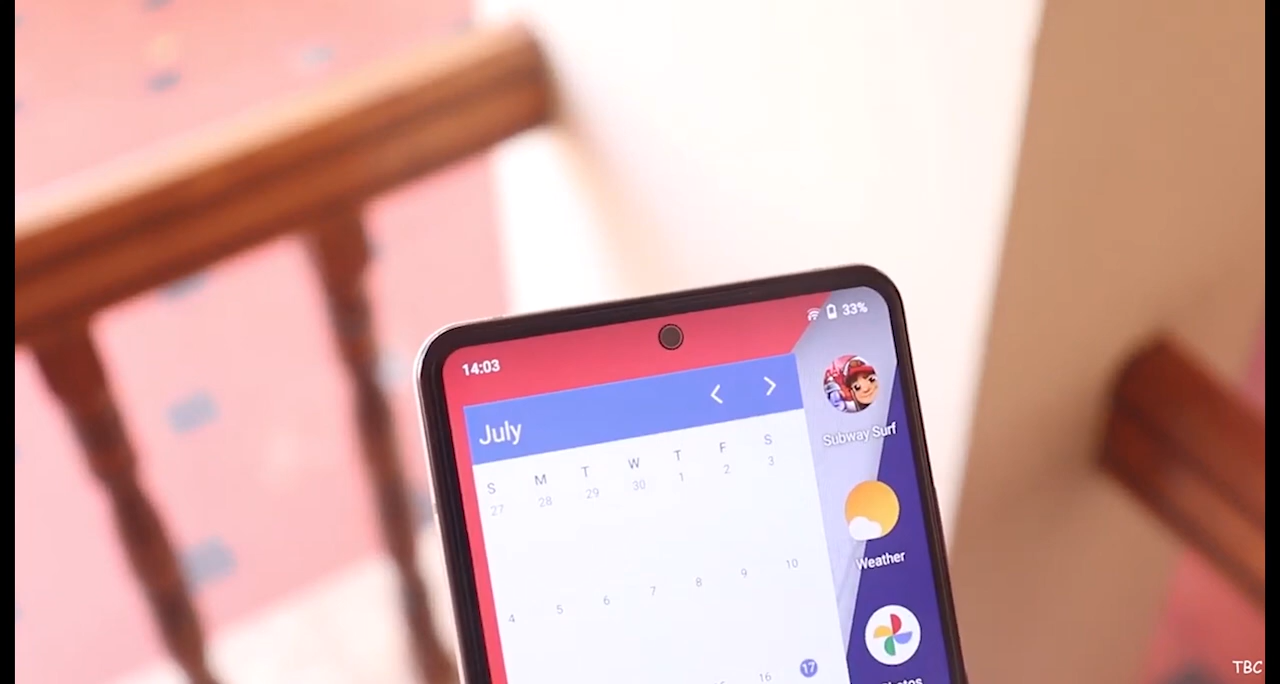 14:03
33%
July
S M T W T F S
27 28 29 30 1 2 3
Subway Surf
Weather
4 5 6 7 8 9 10
16 17
Photos
TBC